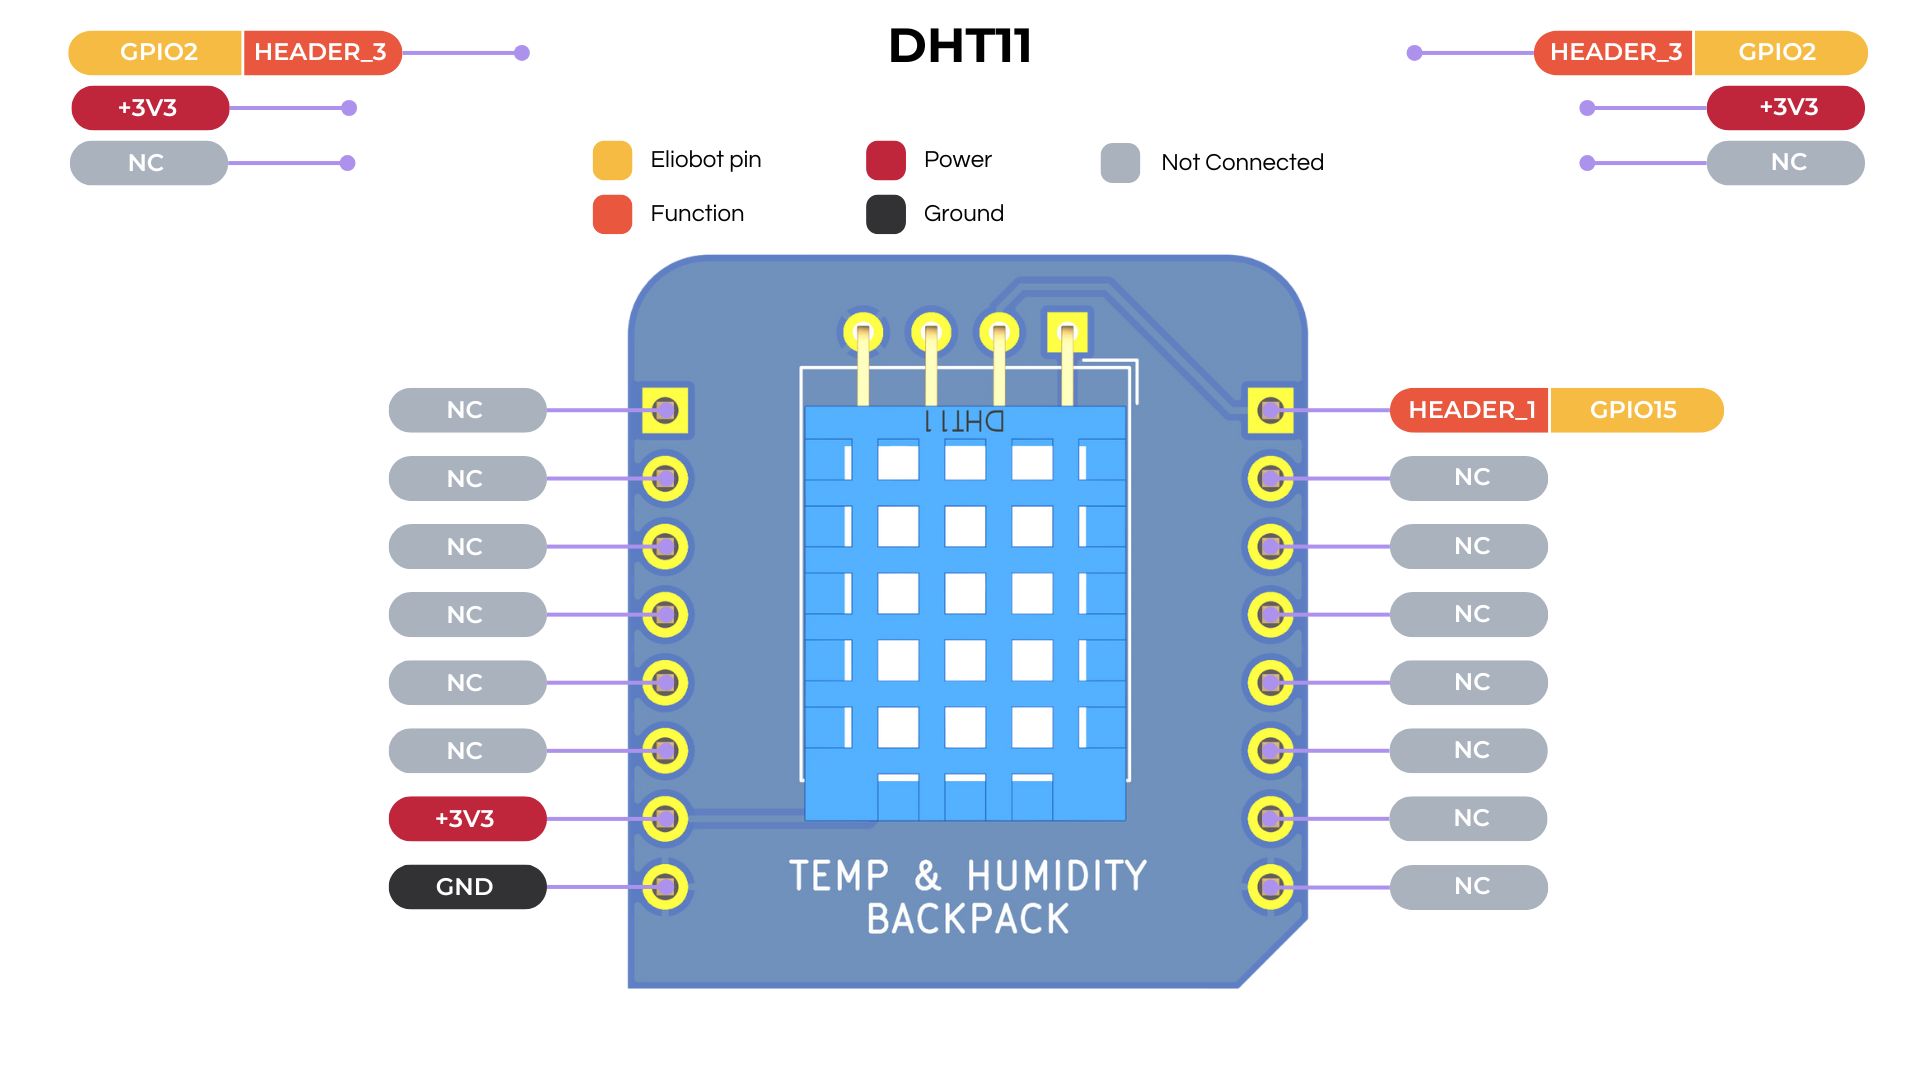 DHT11
GPIO2 HEADER_3
+3V3
NC
HEADER_3 GPIO2
+3V3
NC
Eliobot pin
Function
Power
Ground
Not Connected
NC
NC
NC
NC
NC
NC
+3V3
GND
DHT11
TEMP & HUMIDITY
BACKPACK
HEADER_1 GPIO15
NC
NC
NC
NC
NC
NC
NC